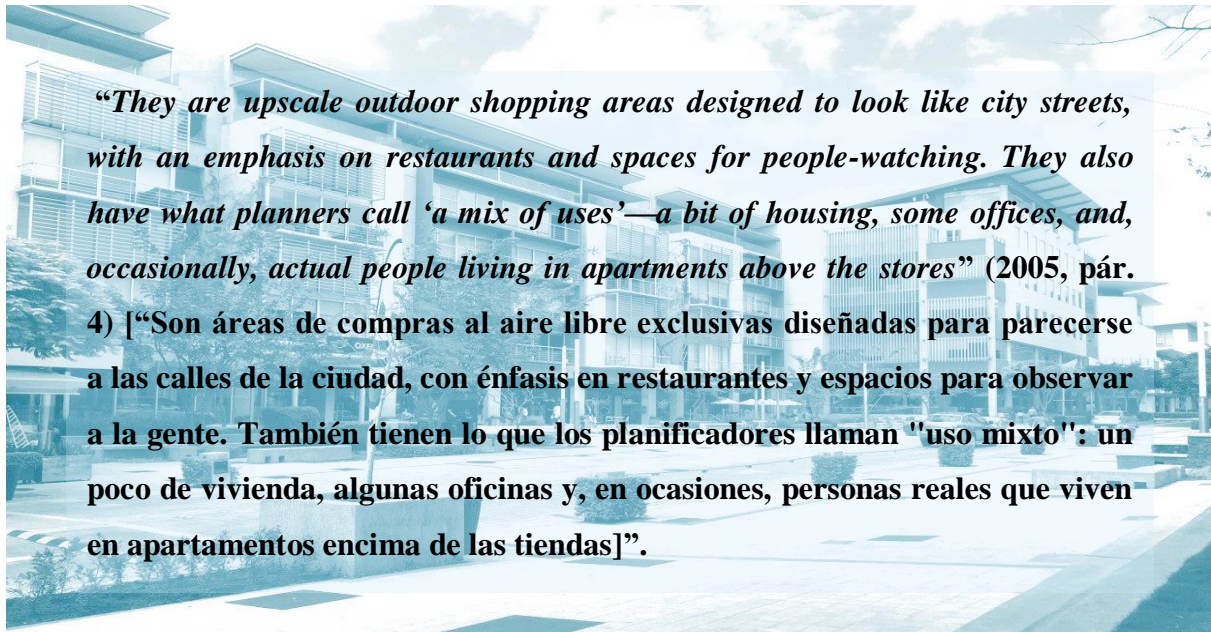 “They are upscale outdoor shopping areas designed to look like city streets,
with an emphasis on restaurants and spaces for people-watching. They also
have what planners call ‘a mix of uses’—a bit of housing, some offices, and,
occasionally, actual people living in apartments above the stores” (2005, pár.
4) [“Son áreas de compras al aire libre exclusivas diseñadas para parecerse
a las calles de la ciudad, con énfasis en restaurantes y espacios para observar
a la gente. También tienen lo que los planificadores llaman "uso mixto": un
poco de vivienda, algunas oficinas y, en ocasiones, personas reales que viven
en apartamentos encima de las tiendas]”.